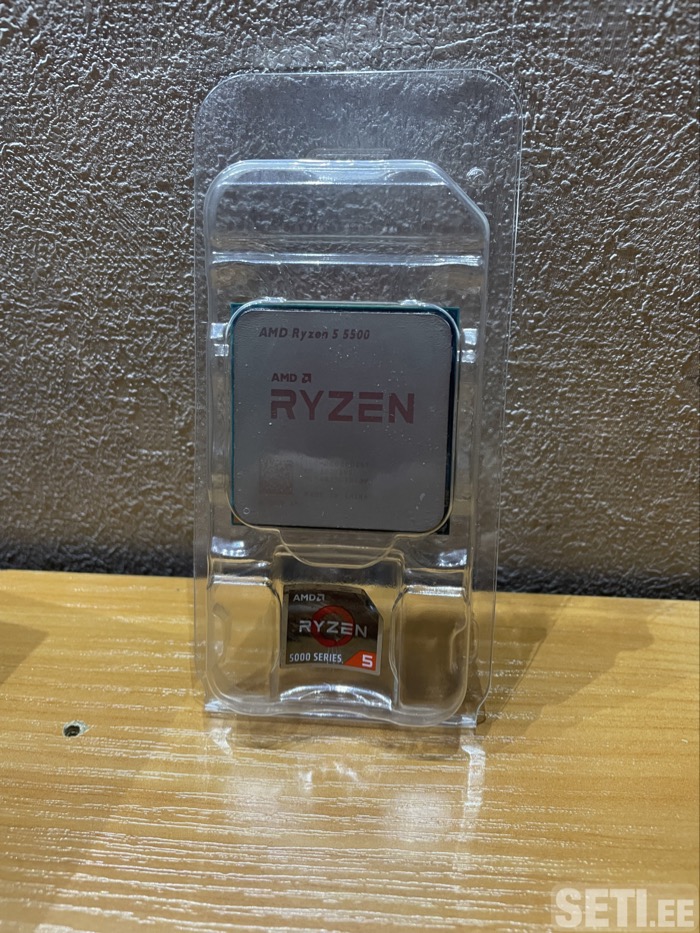 AMD Ryzen 5 5500
AMD
RYZEN
AMD
RYZEN
5000 SERIES 5
SETI.EE